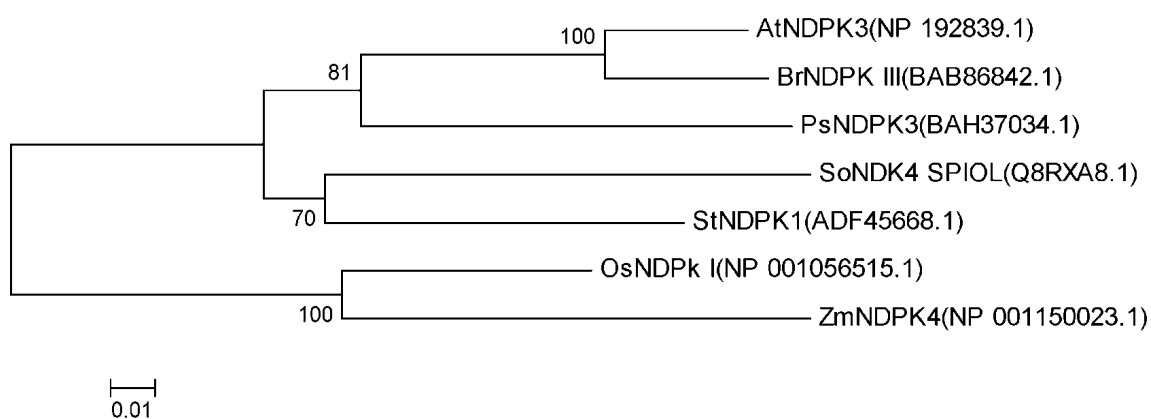 AtNDPK3(NP 192839.1)
100
BrNDPK III(BAB86842.1)
81
PsNDPK3(BAH37034.1)
SoNDK4 SPIOL(Q8RXA8.1)
70
StNDPK1(ADF45668.1)
OsNDPk I(NP 001056515.1)
100
ZmNDPK4(NP 001150023.1)
0.01